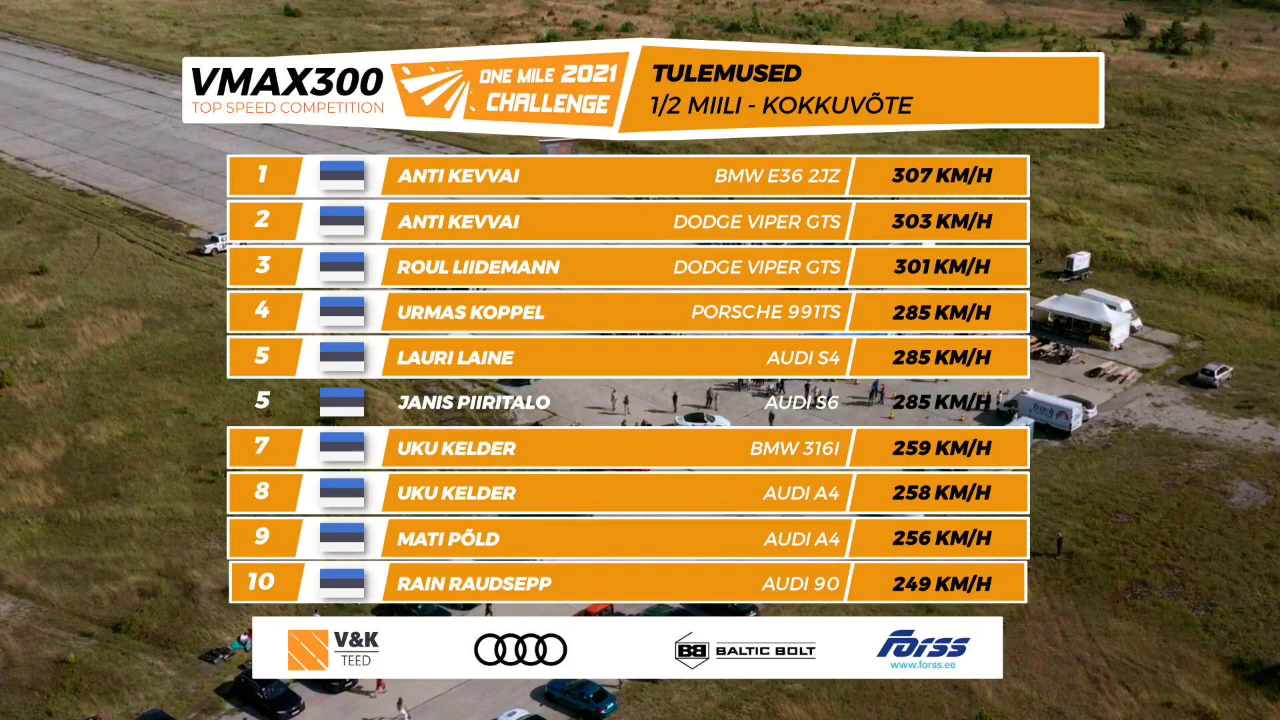 VMAX300
TOP SPEED COMPETITION
ONE MILE 2021
CHALLENGE
TULEMUSED
1/2 MIILI - KOKKUVÕTE
1 ANTI KEVVAI BMW E36 2JZ 307 KM/H
2 ANTI KEVVAI DODGE VIPER GTS 303 KM/H
3 ROUL LIIDEMANN DODGE VIPER GTS 301 KM/H
4 URMAS KOPPEL PORSCHE 991TS 285 KM/H
5 LAURI LAINE AUDI S4 285 KM/H
5 JANIS PIIRITALO AUDI S6 285 KM/H
7 UKU KELDER BMW 316I 259 KM/H
8 UKU KELDER AUDI A4 258 KM/H
9 MATI PÕLD AUDI A4 256 KM/H
10 RAIN RAUDSEPP AUDI 90 249 KM/H
V&K
TEED
BB BALTIC BOLT
Forss
www.forss.ee